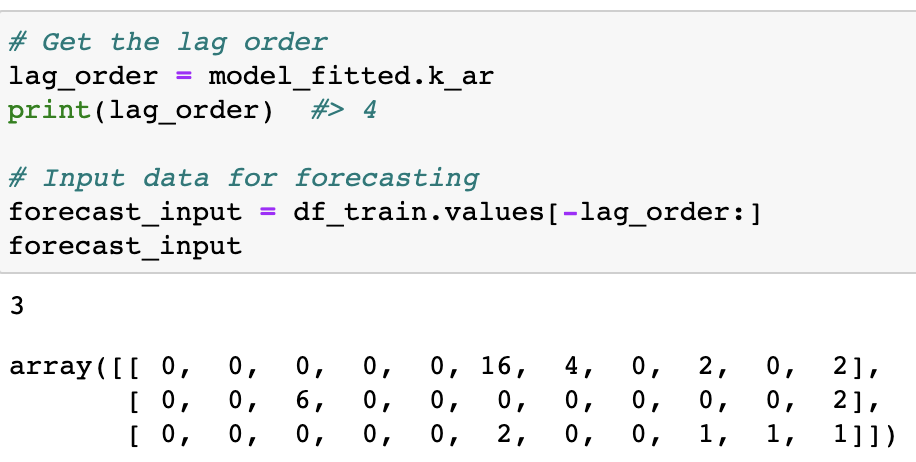 # Get the lag order
lag_order = model_fitted.k_ar
print(lag_order)  #> 4
# Input data for forecasting
forecast_input = df_train.values[-lag_order:]
forecast_input
3
array([[ 0,  0,  0,  0,  0, 16,  4,  0,  2,  0,  2],
       [ 0,  0,  6,  0,  0,  0,  0,  0,  0,  0,  2],
       [ 0,  0,  0,  0,  0,  2,  0,  0,  1,  1,  1]])